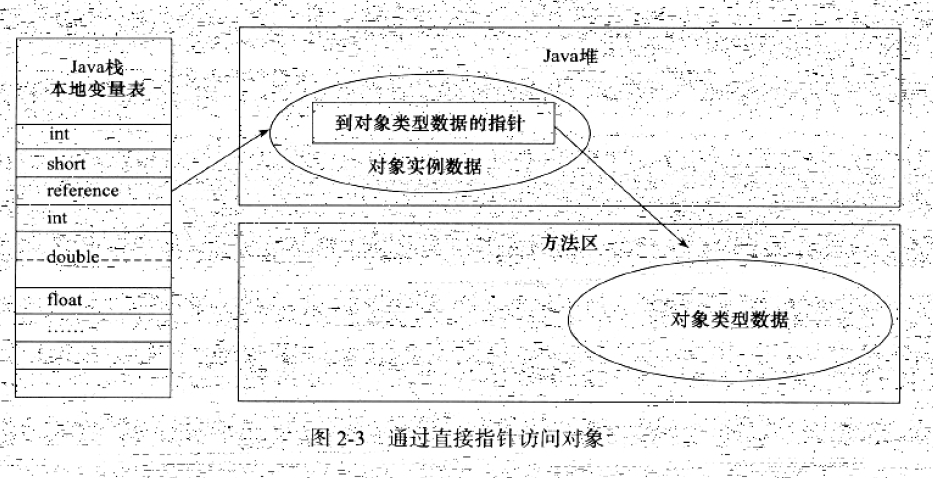 Java栈
本地变量表
int
short
reference
int
double
float
......
Java堆
到对象类型数据的指针
对象实例数据
方法区
对象类型数据
图 2-3 通过直接指针访问对象